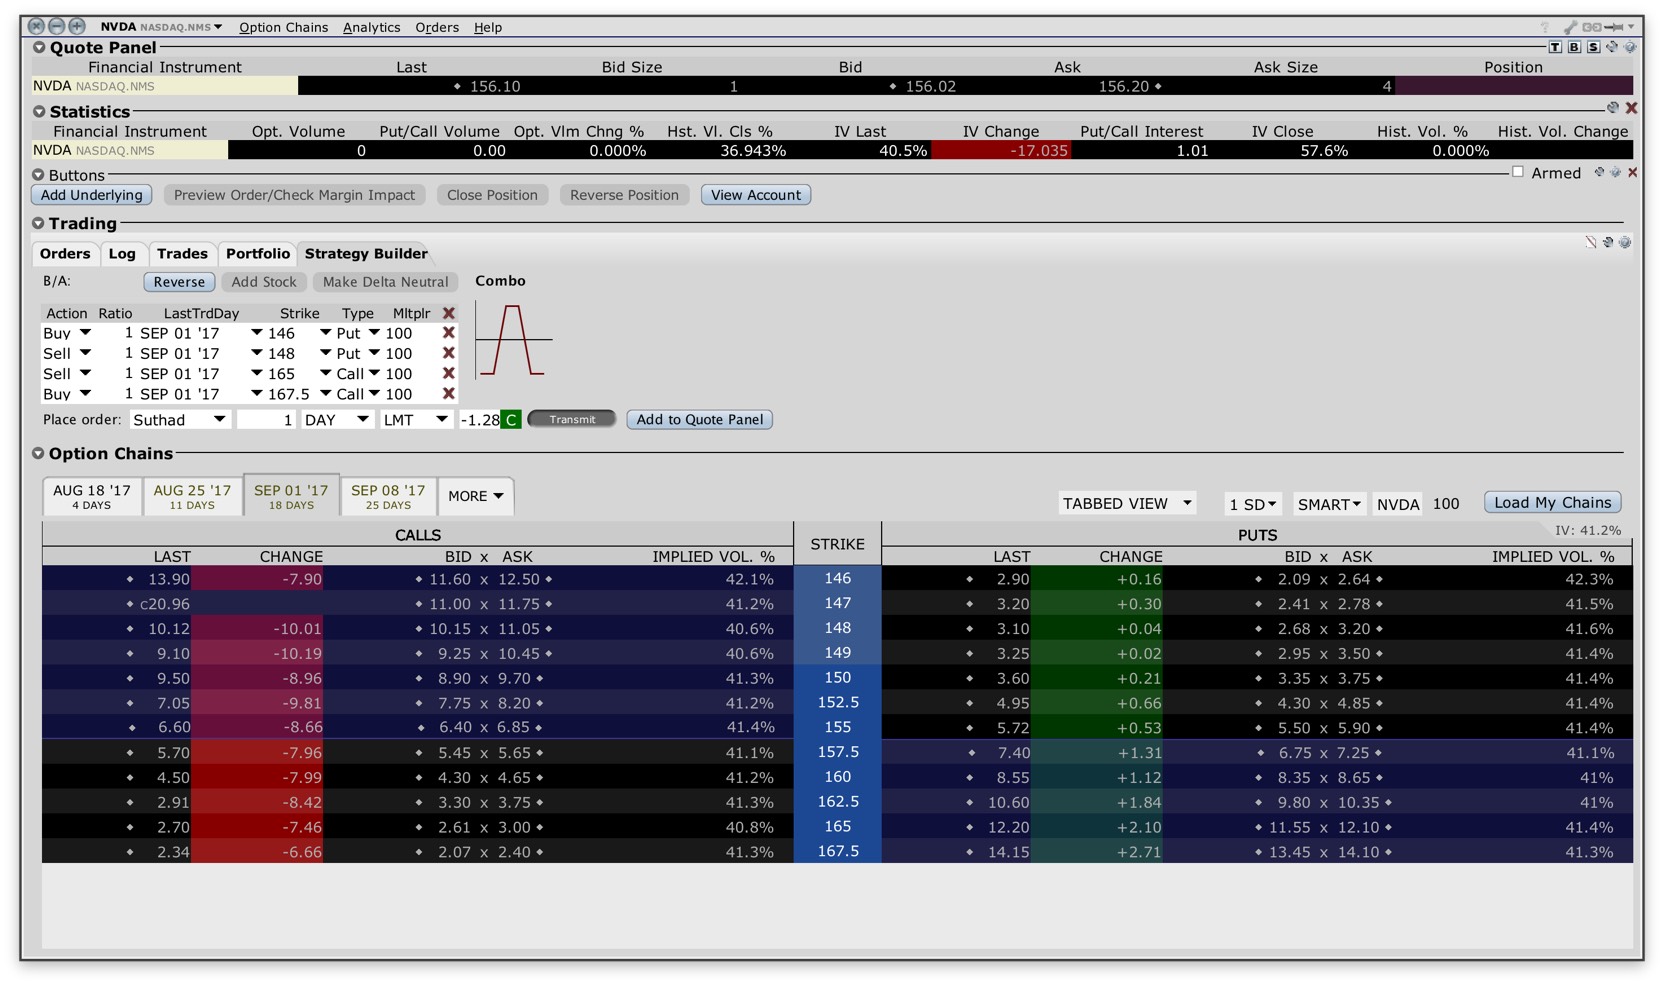 NVDA NASDAQ.NMS Option Chains Analytics Orders Help ?
Quote Panel T B S
Financial Instrument Last Bid Size Bid Ask Ask Size Position
NVDA NASDAQ.NMS 156.10 1 156.02 156.20 4
Statistics
Financial Instrument Opt. Volume Put/Call Volume Opt. Vlm Chng % Hst. Vl. Cls % IV Last IV Change Put/Call Interest IV Close Hist. Vol. % Hist. Vol. Change
NVDA NASDAQ.NMS 0 0.00 0.000% 36.943% 40.5% -17.035 1.01 57.6% 0.000%
Buttons Armed
Add Underlying Preview Order/Check Margin Impact Close Position Reverse Position View Account
Trading
Orders Log Trades Portfolio Strategy Builder
B/A: Reverse Add Stock Make Delta Neutral Combo
Action Ratio LastTrdDay Strike Type Mltplr
Buy 1 SEP 01 '17 146 Put 100
Sell 1 SEP 01 '17 148 Put 100
Sell 1 SEP 01 '17 165 Call 100
Buy 1 SEP 01 '17 167.5 Call 100
Place order: Suthad 1 DAY LMT -1.28 C Transmit Add to Quote Panel
Option Chains
AUG 18 '17 AUG 25 '17 SEP 01 '17 SEP 08 '17 MORE
4 DAYS 11 DAYS 18 DAYS 25 DAYS
TABBED VIEW 1 SD SMART NVDA 100 Load My Chains
CALLS STRIKE PUTS IV: 41.2%
LAST CHANGE BID x ASK IMPLIED VOL. % LAST CHANGE BID x ASK IMPLIED VOL. %
13.90 -7.90 11.60 x 12.50 42.1% 146 2.90 +0.16 2.09 x 2.64 42.3%
c20.96 11.00 x 11.75 41.2% 147 3.20 +0.30 2.41 x 2.78 41.5%
10.12 -10.01 10.15 x 11.05 40.6% 148 3.10 +0.04 2.68 x 3.20 41.6%
9.10 -10.19 9.25 x 10.45 40.6% 149 3.25 +0.02 2.95 x 3.50 41.4%
9.50 -8.96 8.90 x 9.70 41.3% 150 3.60 +0.21 3.35 x 3.75 41.4%
7.05 -9.81 7.75 x 8.20 41.2% 152.5 4.95 +0.66 4.30 x 4.85 41.4%
6.60 -8.66 6.40 x 6.85 41.4% 155 5.72 +0.53 5.50 x 5.90 41.4%
5.70 -7.96 5.45 x 5.65 41.1% 157.5 7.40 +1.31 6.75 x 7.25 41.1%
4.50 -7.99 4.30 x 4.65 41.2% 160 8.55 +1.12 8.35 x 8.65 41%
2.91 -8.42 3.30 x 3.75 41.3% 162.5 10.60 +1.84 9.80 x 10.35 41%
2.70 -7.46 2.61 x 3.00 40.8% 165 12.20 +2.10 11.55 x 12.10 41.4%
2.34 -6.66 2.07 x 2.40 41.3% 167.5 14.15 +2.71 13.45 x 14.10 41.3%